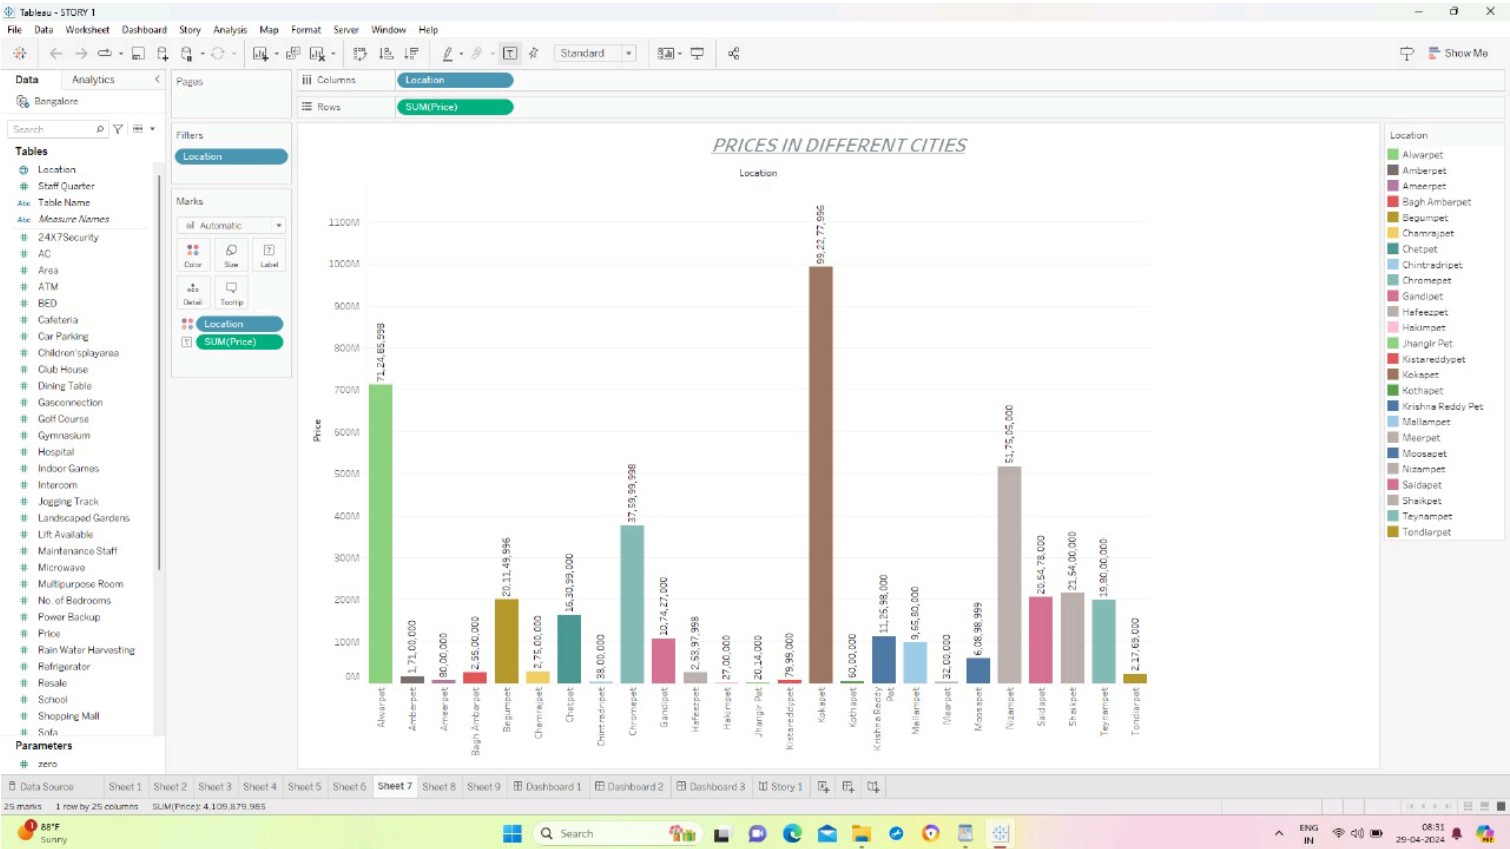 Tableau - STORY 1
File Data Worksheet Dashboard Story Analysis Map Format Server Window Help
Standard
Show Me
Data Analytics
Bangalore
Search
Tables
Location
Staff Quarter
Abc Table Name
Abc Measure Names
24X7Security
AC
Area
ATM
BED
Cafeteria
Car Parking
Children'splayarea
Club House
Dining Table
Gasconnection
Golf Course
Gymnasium
Hospital
Indoor Games
Intercom
Jogging Track
Landscaped Gardens
Lift Available
Maintenance Staff
Microwave
Multipurpose Room
No. of Bedrooms
Power Backup
Price
Rain Water Harvesting
Refrigerator
Resale
School
Shopping Mall
Sofa
Parameters
zero
Pages
Filters
Location
Marks
Automatic
Color Size Label
Detail Tooltip
Location
SUM(Price)
Columns Location
Rows SUM(Price)
PRICES IN DIFFERENT CITIES
Location
Price
1100M
1000M
900M
800M
700M
600M
500M
400M
300M
200M
100M
0M
71,24,85,998
1,71,00,000
80,00,000
2,55,00,000
20,11,49,996
2,75,00,000
16,30,99,000
38,00,000
37,59,99,998
10,74,27,000
2,63,97,998
27,00,000
20,14,000
79,99,000
99,22,77,996
60,00,000
11,25,98,000
9,65,80,000
32,00,000
6,08,98,999
51,75,05,000
20,54,78,000
21,54,00,000
19,80,00,000
2,17,69,000
Alwarpet
Amberpet
Ameerpet
Bagh Amberpet
Begumpet
Chamrajpet
Chetpet
Chintradripet
Chromepet
Gandipet
Hafeezpet
Hakimpet
Jhangir Pet
Kistareddypet
Kokapet
Kothapet
Krishna Reddy
Pet
Mallampet
Meerpet
Moosapet
Nizampet
Saidapet
Shaikpet
Teynampet
Tondiarpet
Location
Alwarpet
Amberpet
Ameerpet
Bagh Amberpet
Begumpet
Chamrajpet
Chetpet
Chintradripet
Chromepet
Gandipet
Hafeezpet
Hakimpet
Jhangir Pet
Kistareddypet
Kokapet
Kothapet
Krishna Reddy Pet
Mallampet
Meerpet
Moosapet
Nizampet
Saidapet
Shaikpet
Teynampet
Tondiarpet
Data Source Sheet 1 Sheet 2 Sheet 3 Sheet 4 Sheet 5 Sheet 6 Sheet 7 Sheet 8 Sheet 9 Dashboard 1 Dashboard 2 Dashboard 3 Story 1
25 marks 1 row by 25 columns SUM(Price): 4,109,879,985
1
88°F
Sunny
Search
ENG
IN
08:31
29-04-2024